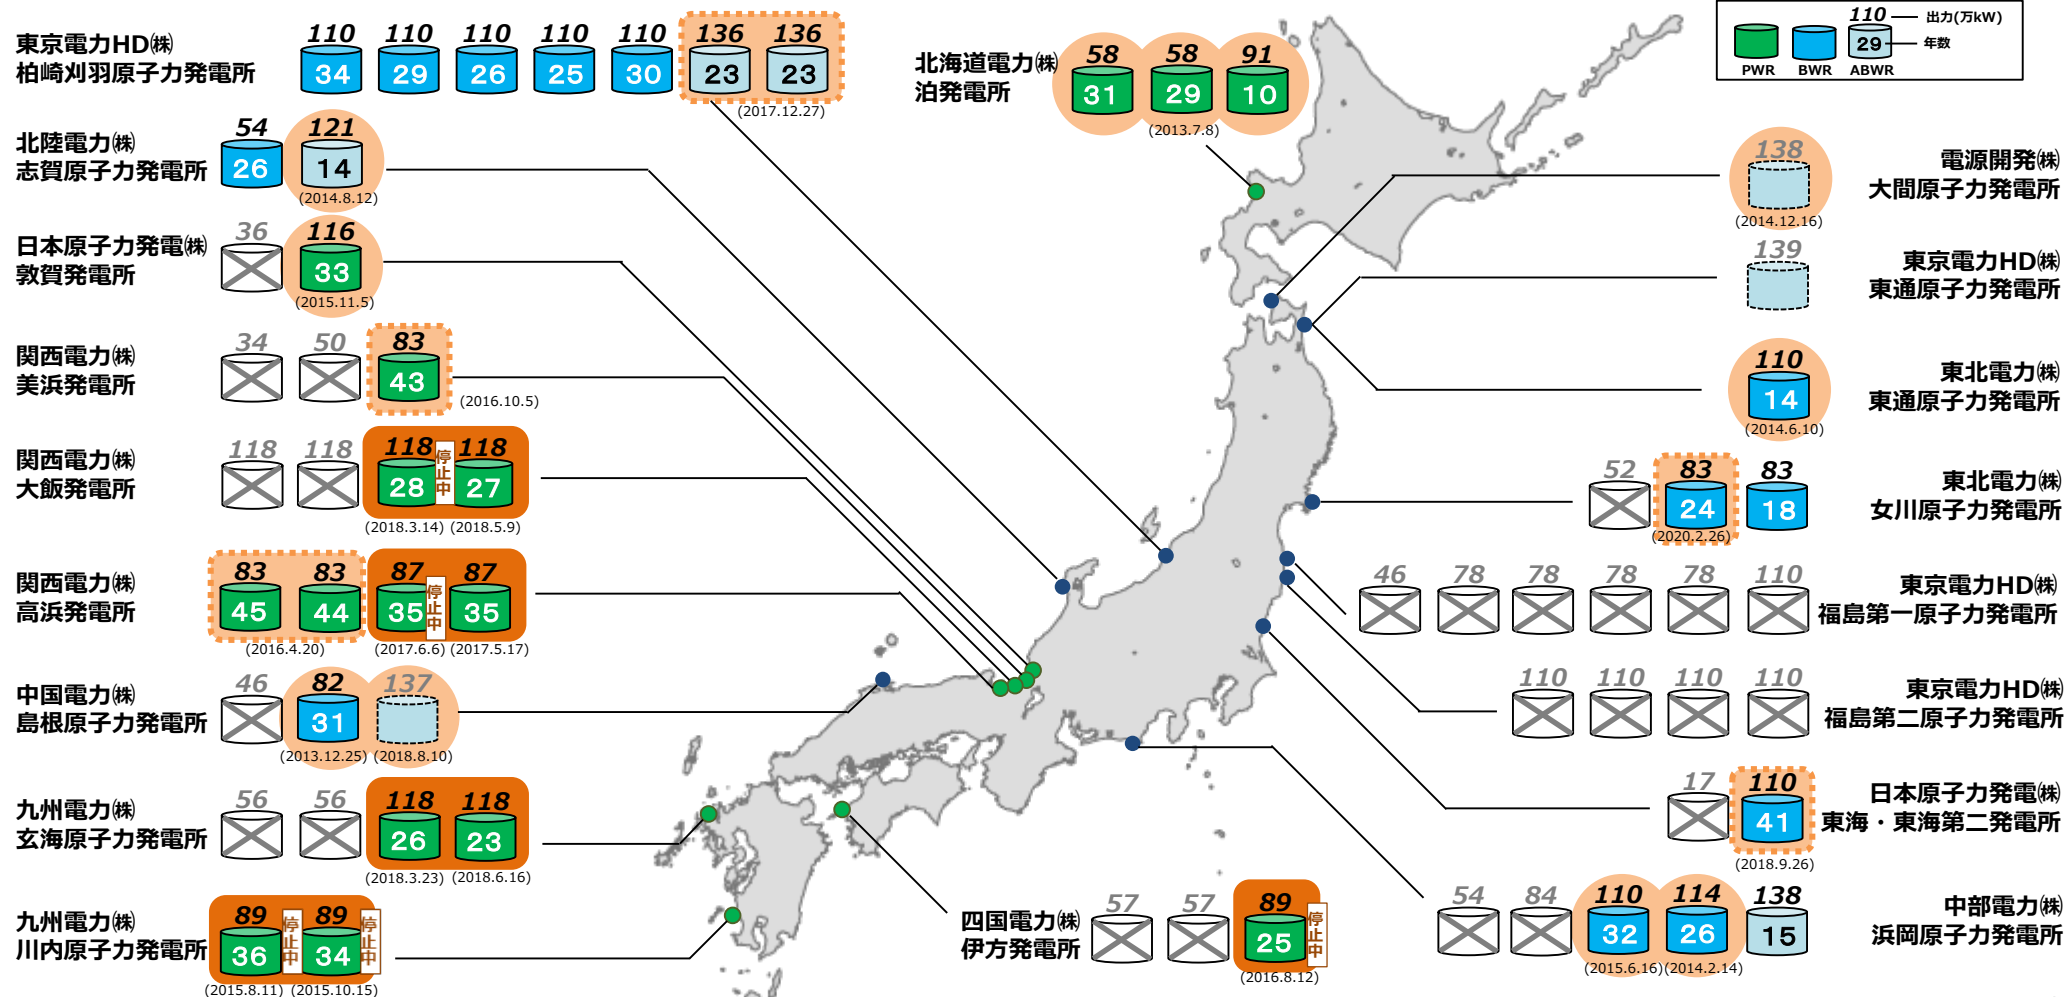 110 110 110 110 110 136 136
東京電力HD㈱
柏崎刈羽原子力発電所
34 29 26 25 30 23 23
(2017.12.27)
北陸電力㈱
志賀原子力発電所
54 121
26 14
(2014.8.12)
日本原子力発電㈱
敦賀発電所
36 116
33
(2015.11.5)
関西電力㈱
美浜発電所
34 50 83
43
(2016.10.5)
関西電力㈱
大飯発電所
118 118 118 118
28 停止中 27
(2018.3.14) (2018.5.9)
関西電力㈱
高浜発電所
83 83 87 87
45 44 35 停止中 35
(2016.4.20) (2017.6.6) (2017.5.17)
中国電力㈱
島根原子力発電所
46 82 137
31
(2013.12.25) (2018.8.10)
九州電力㈱
玄海原子力発電所
56 56 118 118
26 23
(2018.3.23) (2018.6.16)
九州電力㈱
川内原子力発電所
89 89
36 停止中 34 停止中
(2015.8.11) (2015.10.15)
北海道電力㈱
泊発電所
58 58 91
31 29 10
(2013.7.8)
110 出力(万kW)
29 年数
PWR BWR ABWR
138
電源開発㈱
大間原子力発電所
(2014.12.16)
139
東京電力HD㈱
東通原子力発電所
110
14
東北電力㈱
東通原子力発電所
(2014.6.10)
52 83 83
24 18
東北電力㈱
女川原子力発電所
(2020.2.26)
46 78 78 78 78 110
東京電力HD㈱
福島第一原子力発電所
110 110 110 110
東京電力HD㈱
福島第二原子力発電所
17 110
41
日本原子力発電㈱
東海・東海第二発電所
(2018.9.26)
54 84 110 114 138
32 26 15
中部電力㈱
浜岡原子力発電所
(2015.6.16) (2014.2.14)
四国電力㈱
伊方発電所
57 57 89
25 停止中
(2016.8.12)